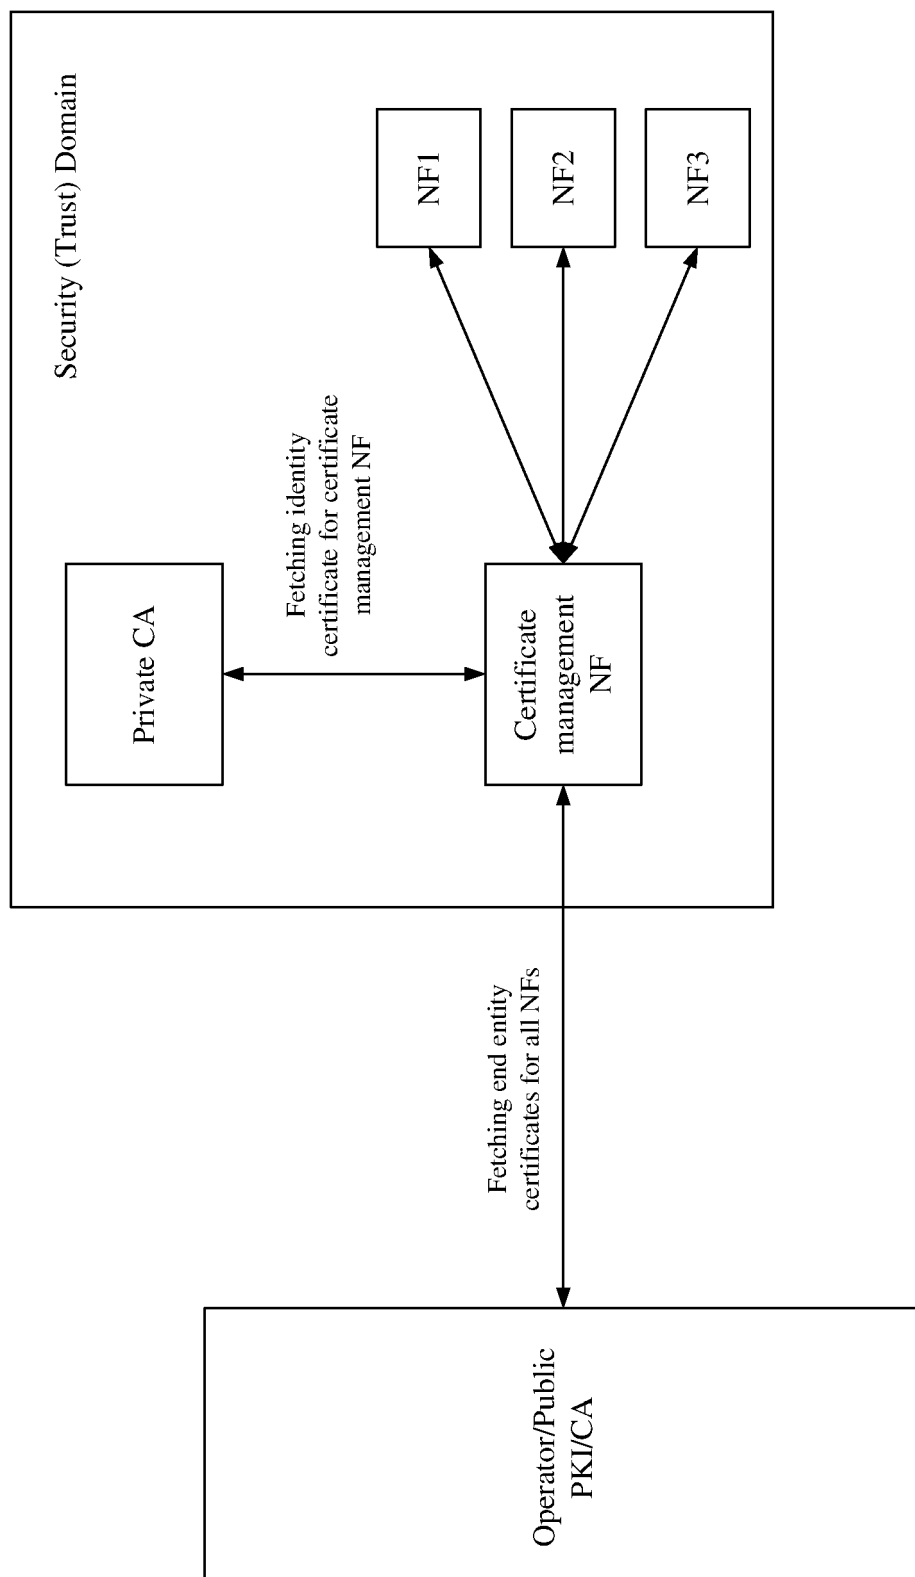 Security (Trust) Domain
Private CA
Fetching identity
certificate for certificate
management NF
NF1
NF2
NF3
Certificate
management
NF
Fetching end entity
certificates for all NFs
Operator/Public
PKI/CA